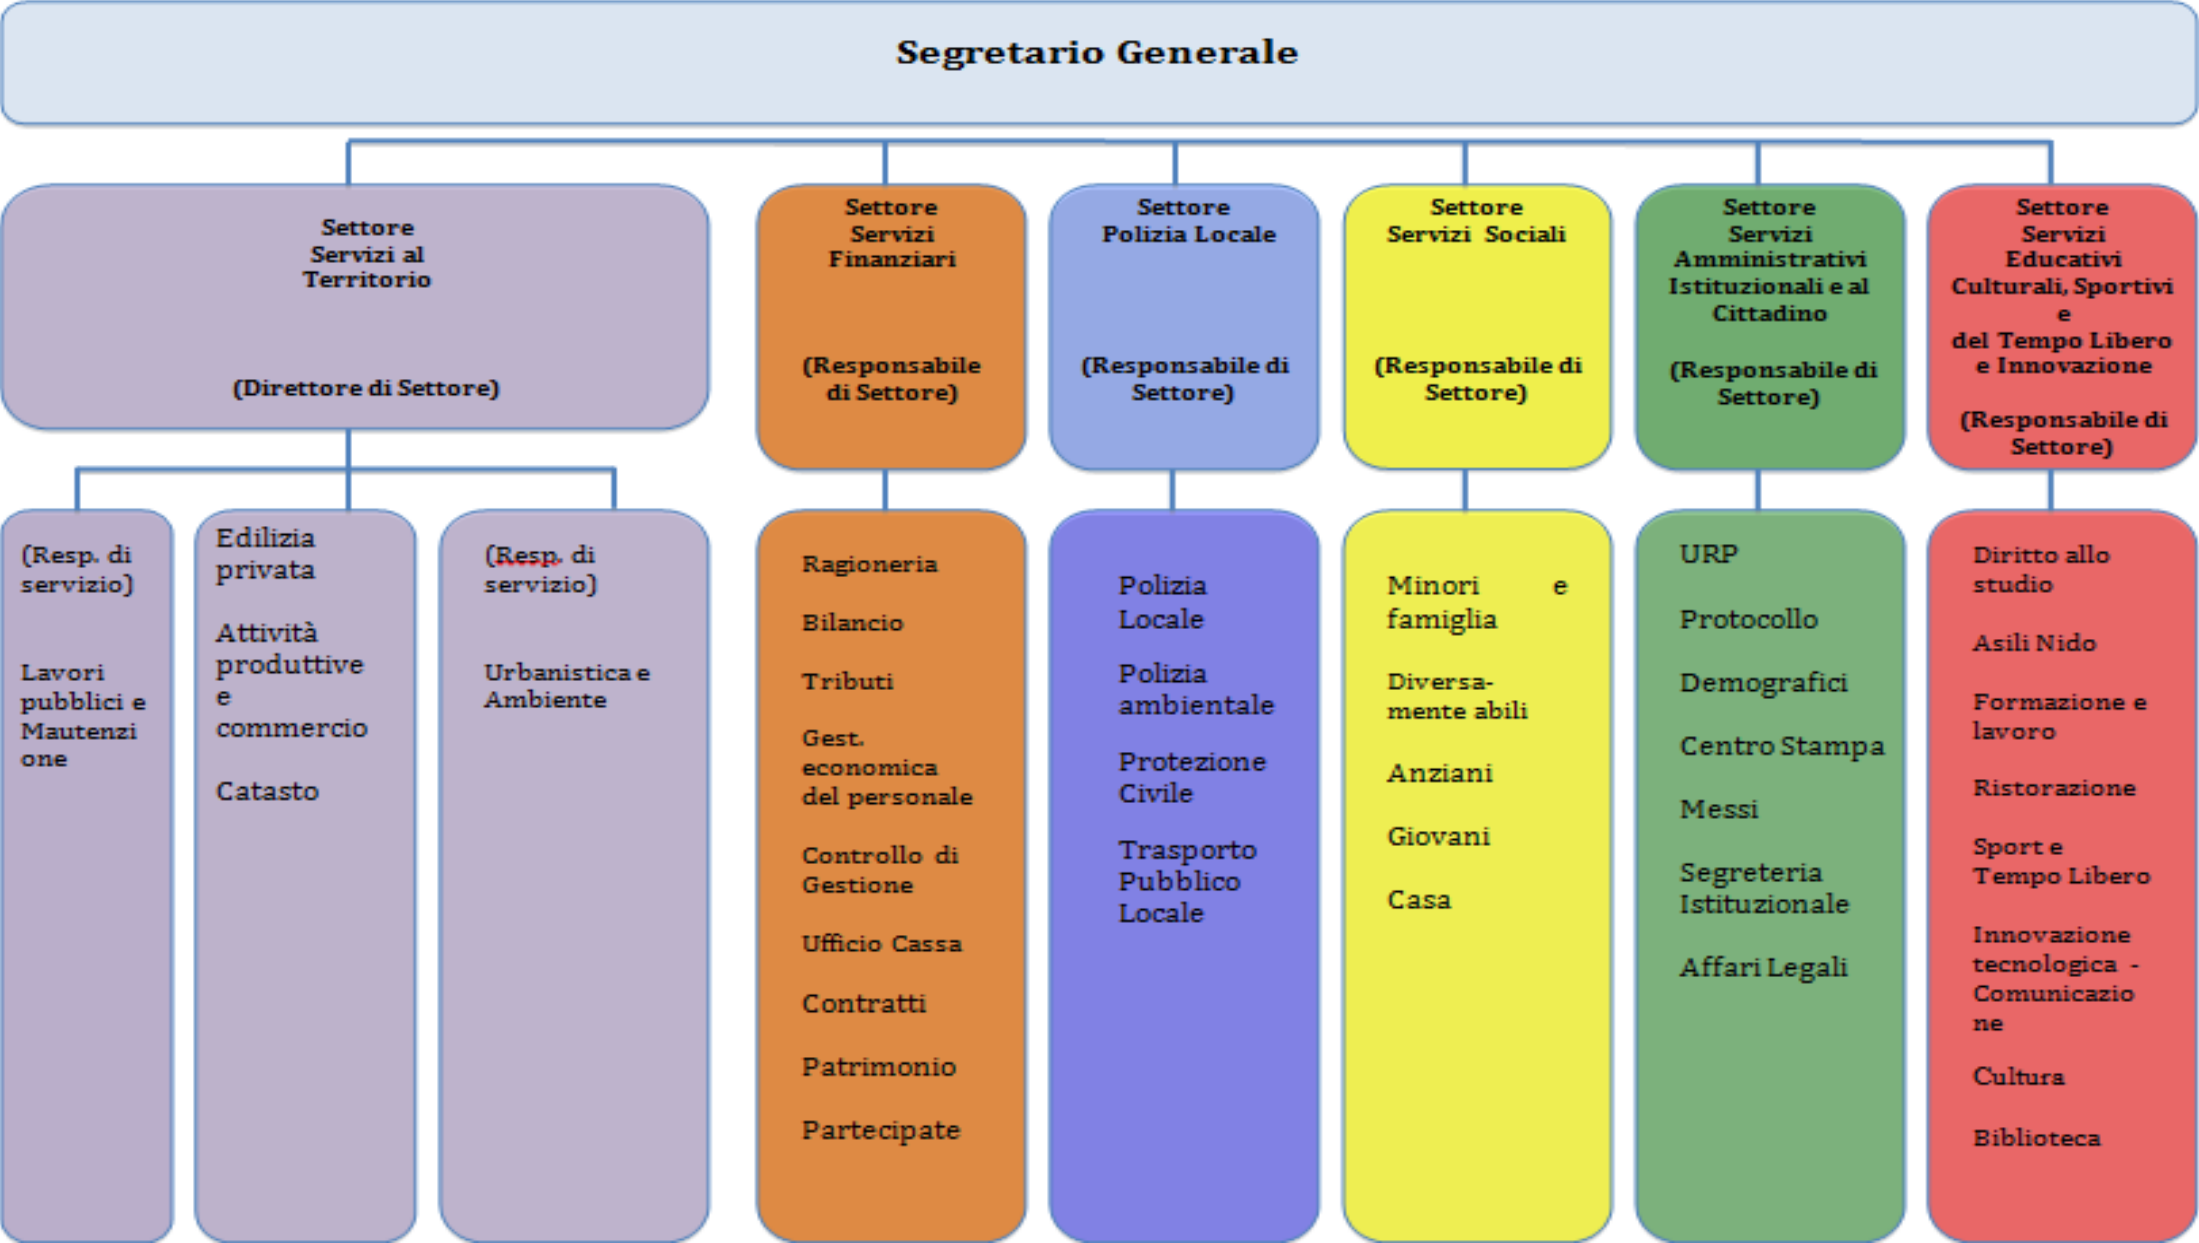 Segretario Generale
Settore
Servizi al
Territorio
(Direttore di Settore)
Settore
Servizi
Finanziari
(Responsabile
di Settore)
Settore
Polizia Locale
(Responsabile di
Settore)
Settore
Servizi Sociali
(Responsabile di
Settore)
Settore
Servizi
Amministrativi
Istituzionali e al
Cittadino
(Responsabile di
Settore)
Settore
Servizi
Educativi
Culturali, Sportivi
e
del Tempo Libero
e Innovazione
(Responsabile di
Settore)
(Resp. di
servizio)
Lavori
pubblici e
Mautenzi
one
Edilizia
privata
Attività
produttive
e
commercio
Catasto
(Resp. di
servizio)
Urbanistica e
Ambiente
Ragioneria
Bilancio
Tributi
Gest.
economica
del personale
Controllo di
Gestione
Ufficio Cassa
Contratti
Patrimonio
Partecipate
Polizia
Locale
Polizia
ambientale
Protezione
Civile
Trasporto
Pubblico
Locale
Minori e
famiglia
Diversa-
mente abili
Anziani
Giovani
Casa
URP
Protocollo
Demografici
Centro Stampa
Messi
Segreteria
Istituzionale
Affari Legali
Diritto allo
studio
Asili Nido
Formazione e
lavoro
Ristorazione
Sport e
Tempo Libero
Innovazione
tecnologica -
Comunicazio
ne
Cultura
Biblioteca